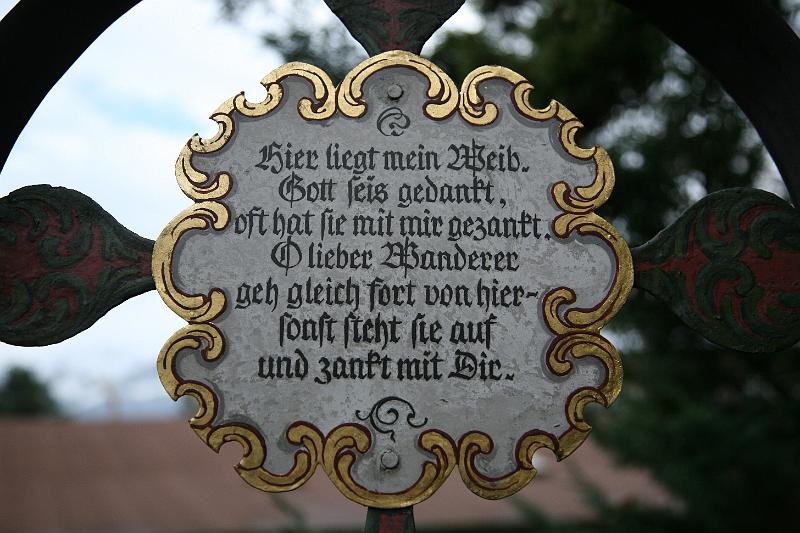 Hier liegt mein Weib.
Gott seis gedankt,
oft hat sie mit mir gezankt.
O lieber Wanderer
geh gleich fort von hier-
sonst steht sie auf
und zankt mit Dir.